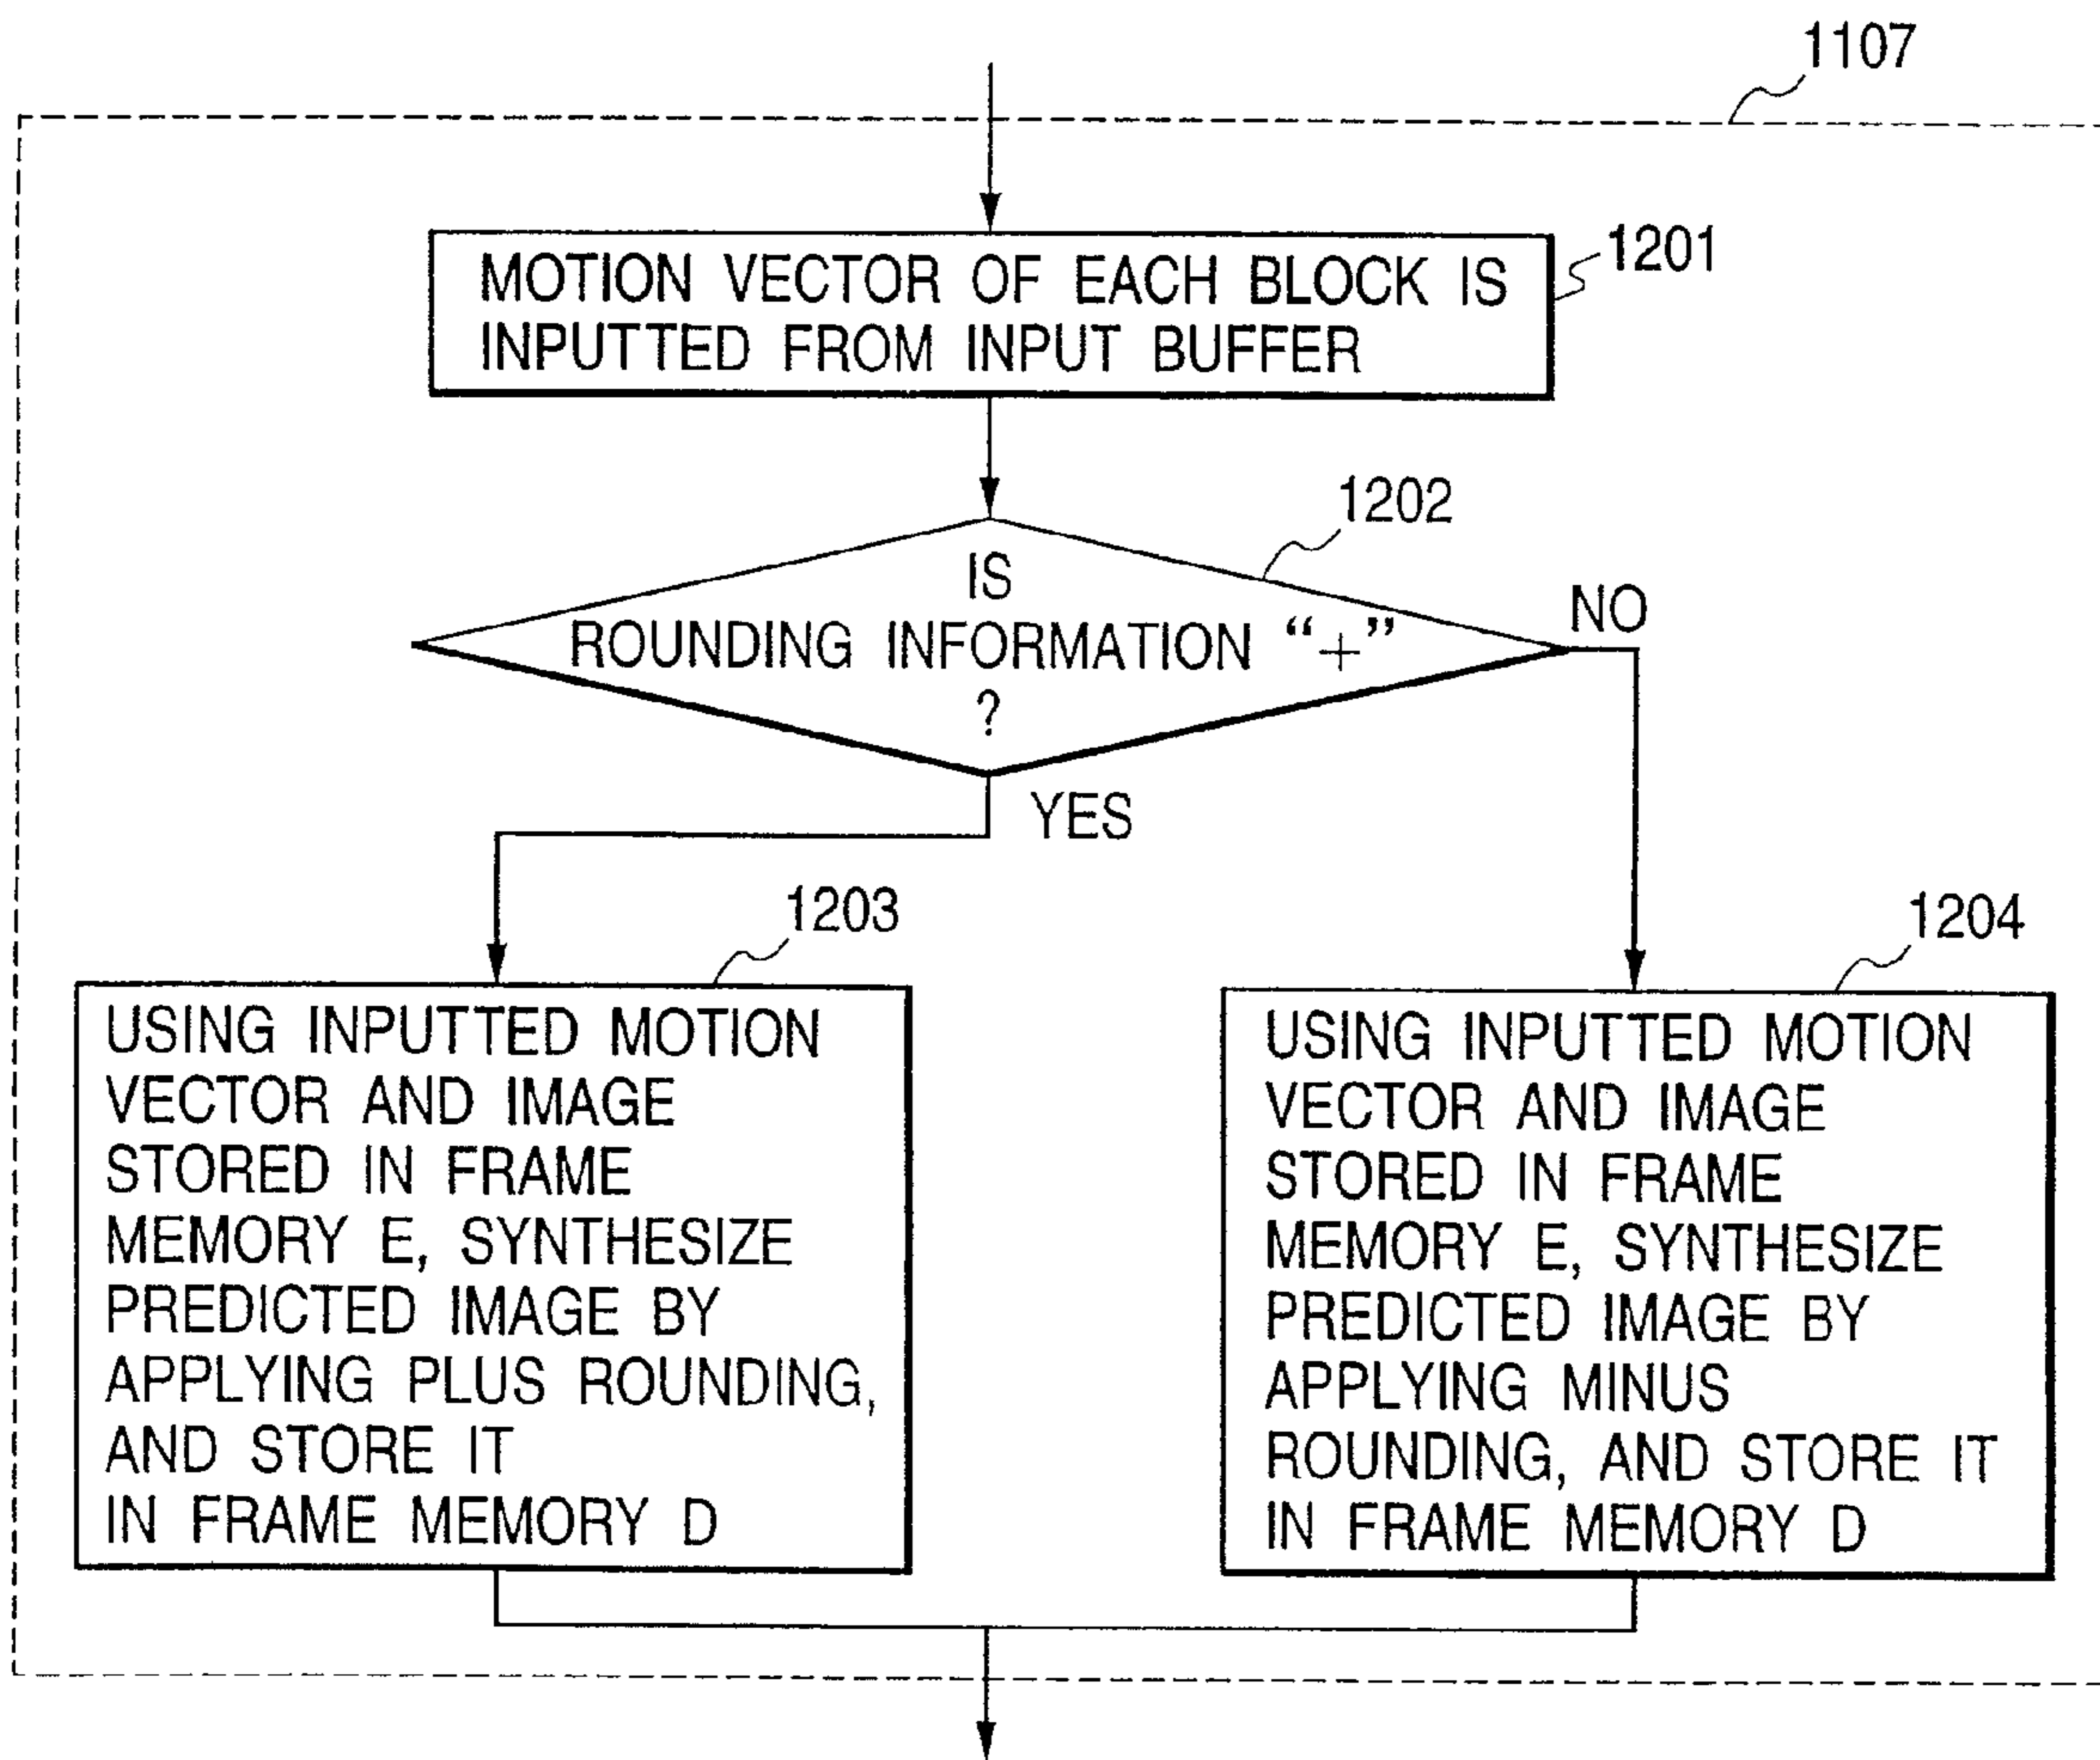 1107
MOTION VECTOR OF EACH BLOCK IS
INPUTTED FROM INPUT BUFFER
1201
1202
IS
ROUNDING INFORMATION “+”
?
NO
YES
1203
USING INPUTTED MOTION
VECTOR AND IMAGE
STORED IN FRAME
MEMORY E, SYNTHESIZE
PREDICTED IMAGE BY
APPLYING PLUS ROUNDING,
AND STORE IT
IN FRAME MEMORY D
1204
USING INPUTTED MOTION
VECTOR AND IMAGE
STORED IN FRAME
MEMORY E, SYNTHESIZE
PREDICTED IMAGE BY
APPLYING MINUS
ROUNDING, AND STORE IT
IN FRAME MEMORY D